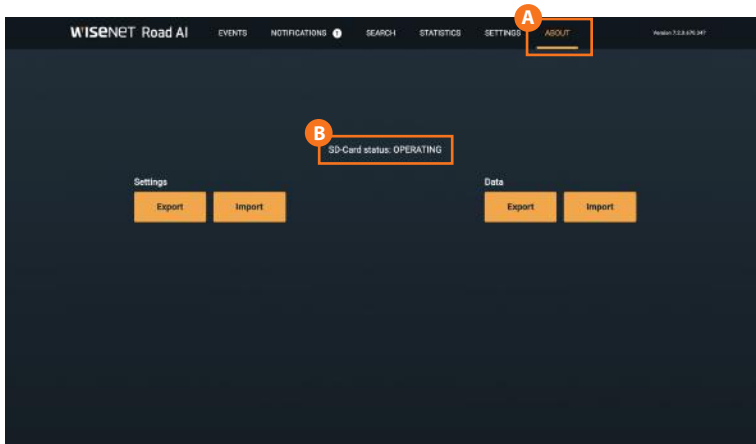 A
WISENET Road AI EVENTS NOTIFICATIONS SEARCH STATISTICS SETTINGS ABOUT
B
SD-Card status: OPERATING
Settings Data
Export Import Export Import